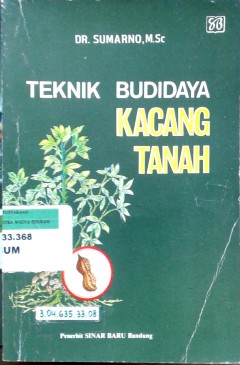 SB
DR. SUMARNO, M.Sc
TEKNIK BUDIDAYA
KACANG
TANAH
33.368
UM
3.04.635.33.08
Penerbit SINAR BARU Bandung